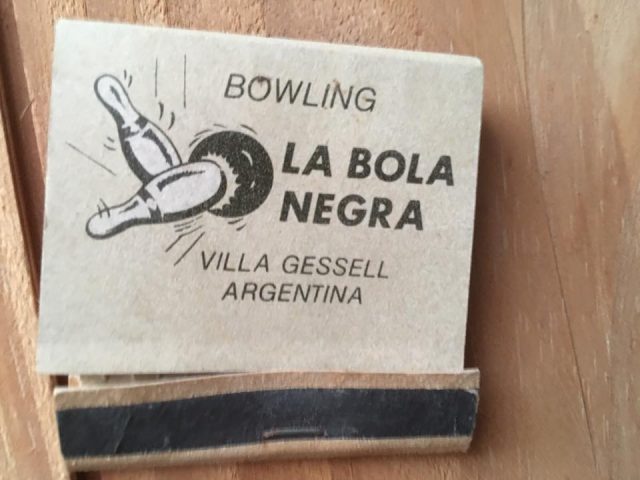 BOWLING
LA BOLA
NEGRA
VILLA GESSELL
ARGENTINA